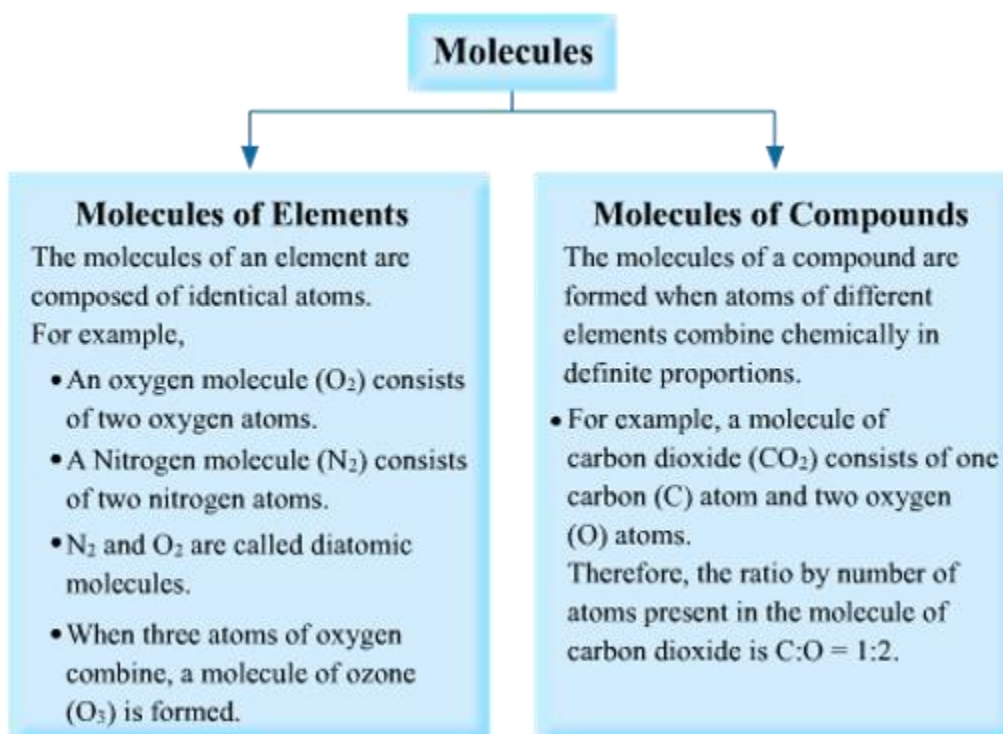 Molecules
Molecules of Elements
The molecules of an element are
composed of identical atoms.
For example,
• An oxygen molecule (O₂) consists
of two oxygen atoms.
• A Nitrogen molecule (N₂) consists
of two nitrogen atoms.
• N₂ and O₂ are called diatomic
molecules.
• When three atoms of oxygen
combine, a molecule of ozone
(O₃) is formed.
Molecules of Compounds
The molecules of a compound are
formed when atoms of different
elements combine chemically in
definite proportions.
• For example, a molecule of
carbon dioxide (CO₂) consists of one
carbon (C) atom and two oxygen
(O) atoms.
Therefore, the ratio by number of
atoms present in the molecule of
carbon dioxide is C:O = 1:2.